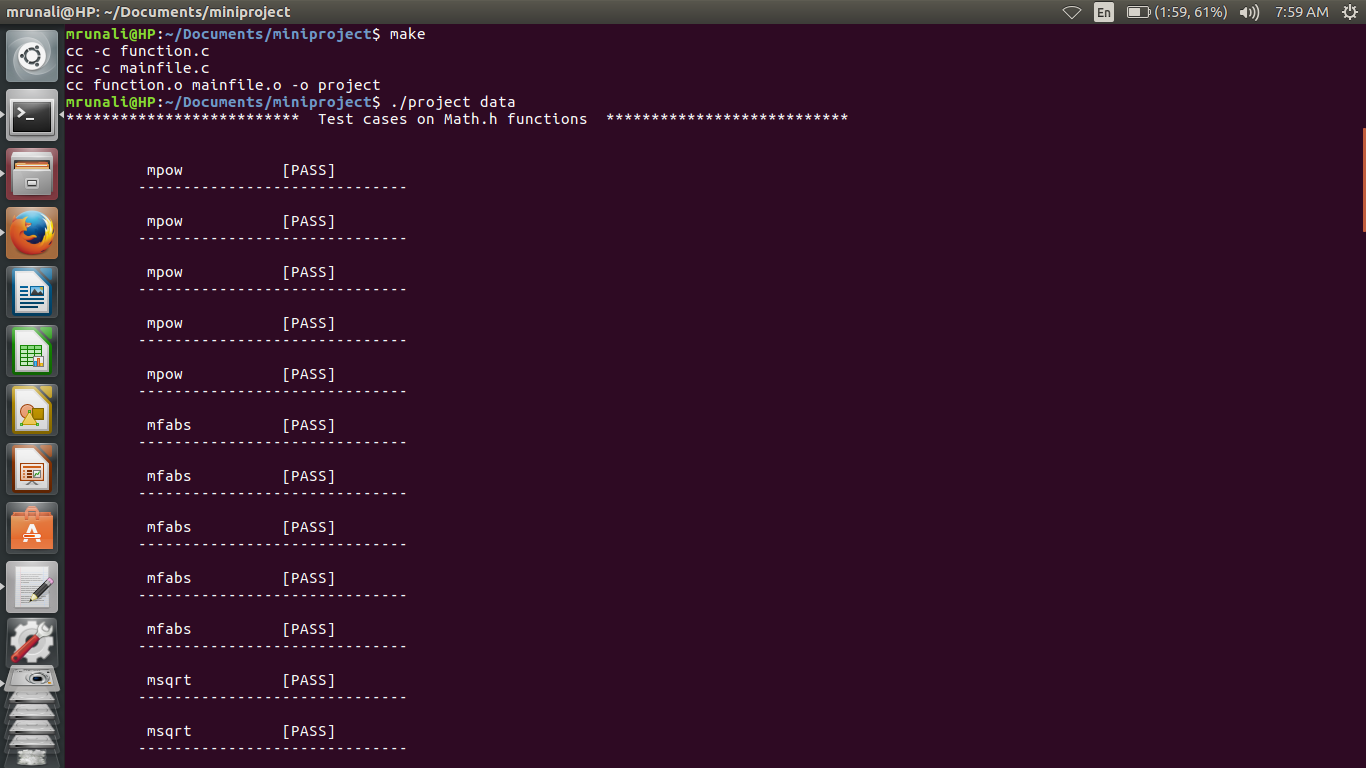 mrunali@HP: ~/Documents/miniproject En (1:59, 61%) 7:59 AM
mrunali@HP:~/Documents/miniproject$ make
cc -c function.c
cc -c mainfile.c
cc function.o mainfile.o -o project
mrunali@HP:~/Documents/miniproject$ ./project data
************************** Test cases on Math.h functions ***************************
mpow [PASS]
------------------------------
mpow [PASS]
------------------------------
mpow [PASS]
------------------------------
mpow [PASS]
------------------------------
mpow [PASS]
------------------------------
mfabs [PASS]
------------------------------
mfabs [PASS]
------------------------------
mfabs [PASS]
------------------------------
mfabs [PASS]
------------------------------
mfabs [PASS]
------------------------------
msqrt [PASS]
------------------------------
msqrt [PASS]
------------------------------